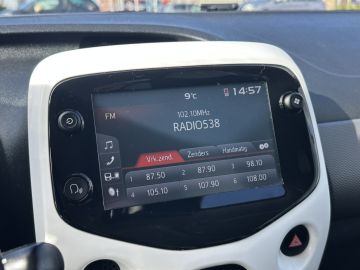 9°c 14:57
FM
102.10MHz
RADIO538
Vrk.zend. Zenders Handmatig
1 87.50 2 87.90 3 98.10
4 105.10 5 107.90 6 108.00